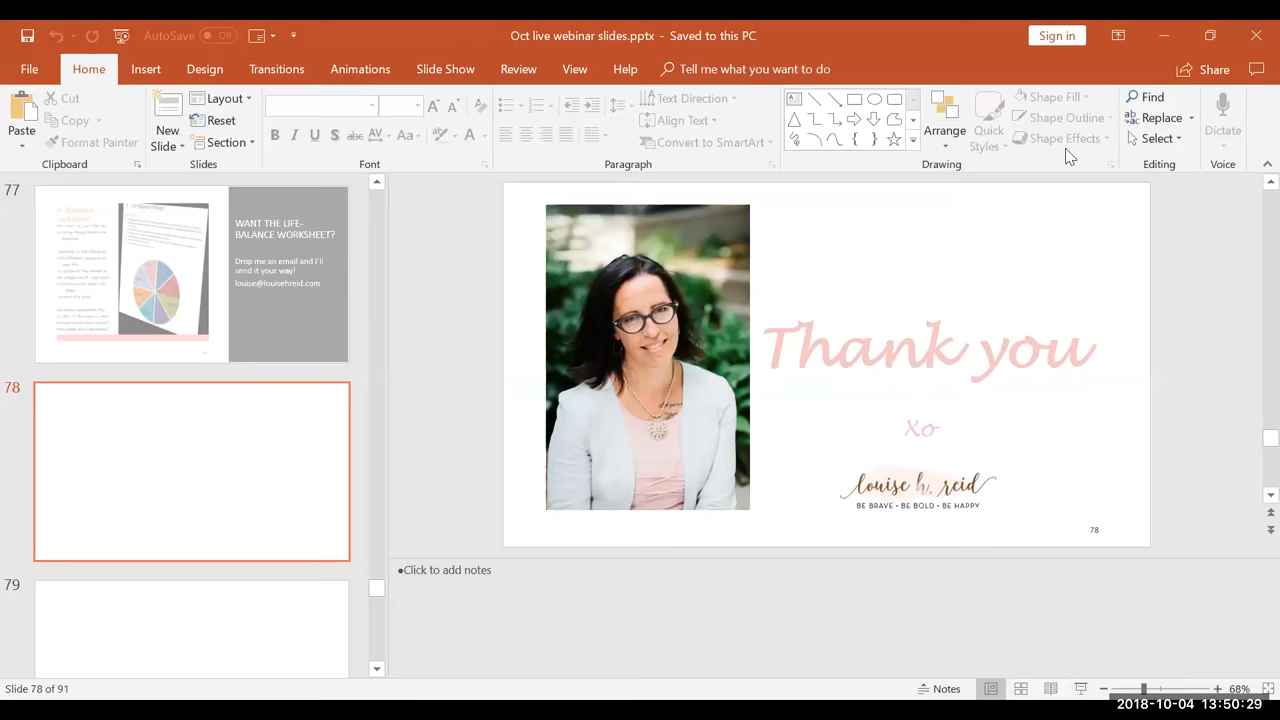 AutoSave Off
Oct live webinar slides.pptx - Saved to this PC
Sign in
File Home Insert Design Transitions Animations Slide Show Review View Help Tell me what you want to do Share
Paste
Cut
Copy
Format Painter
Clipboard
New Slide
Layout
Reset
Section
Slides
Font
Text Direction
Align Text
Convert to SmartArt
Paragraph
Arrange
Quick Styles
Shape Fill
Shape Outline
Shape Effects
Drawing
Find
Replace
Select
Editing
Dictate
Voice
77
WANT THE LIFE-
BALANCE WORKSHEET?
Drop me an email and I'll
send it your way!
louise@louisehreid.com
78
79
Thank you
Xo
louise h. reid
BE BRAVE • BE BOLD • BE HAPPY
78
•Click to add notes
Slide 78 of 91
Notes
68%
2018-10-04 13:50:29